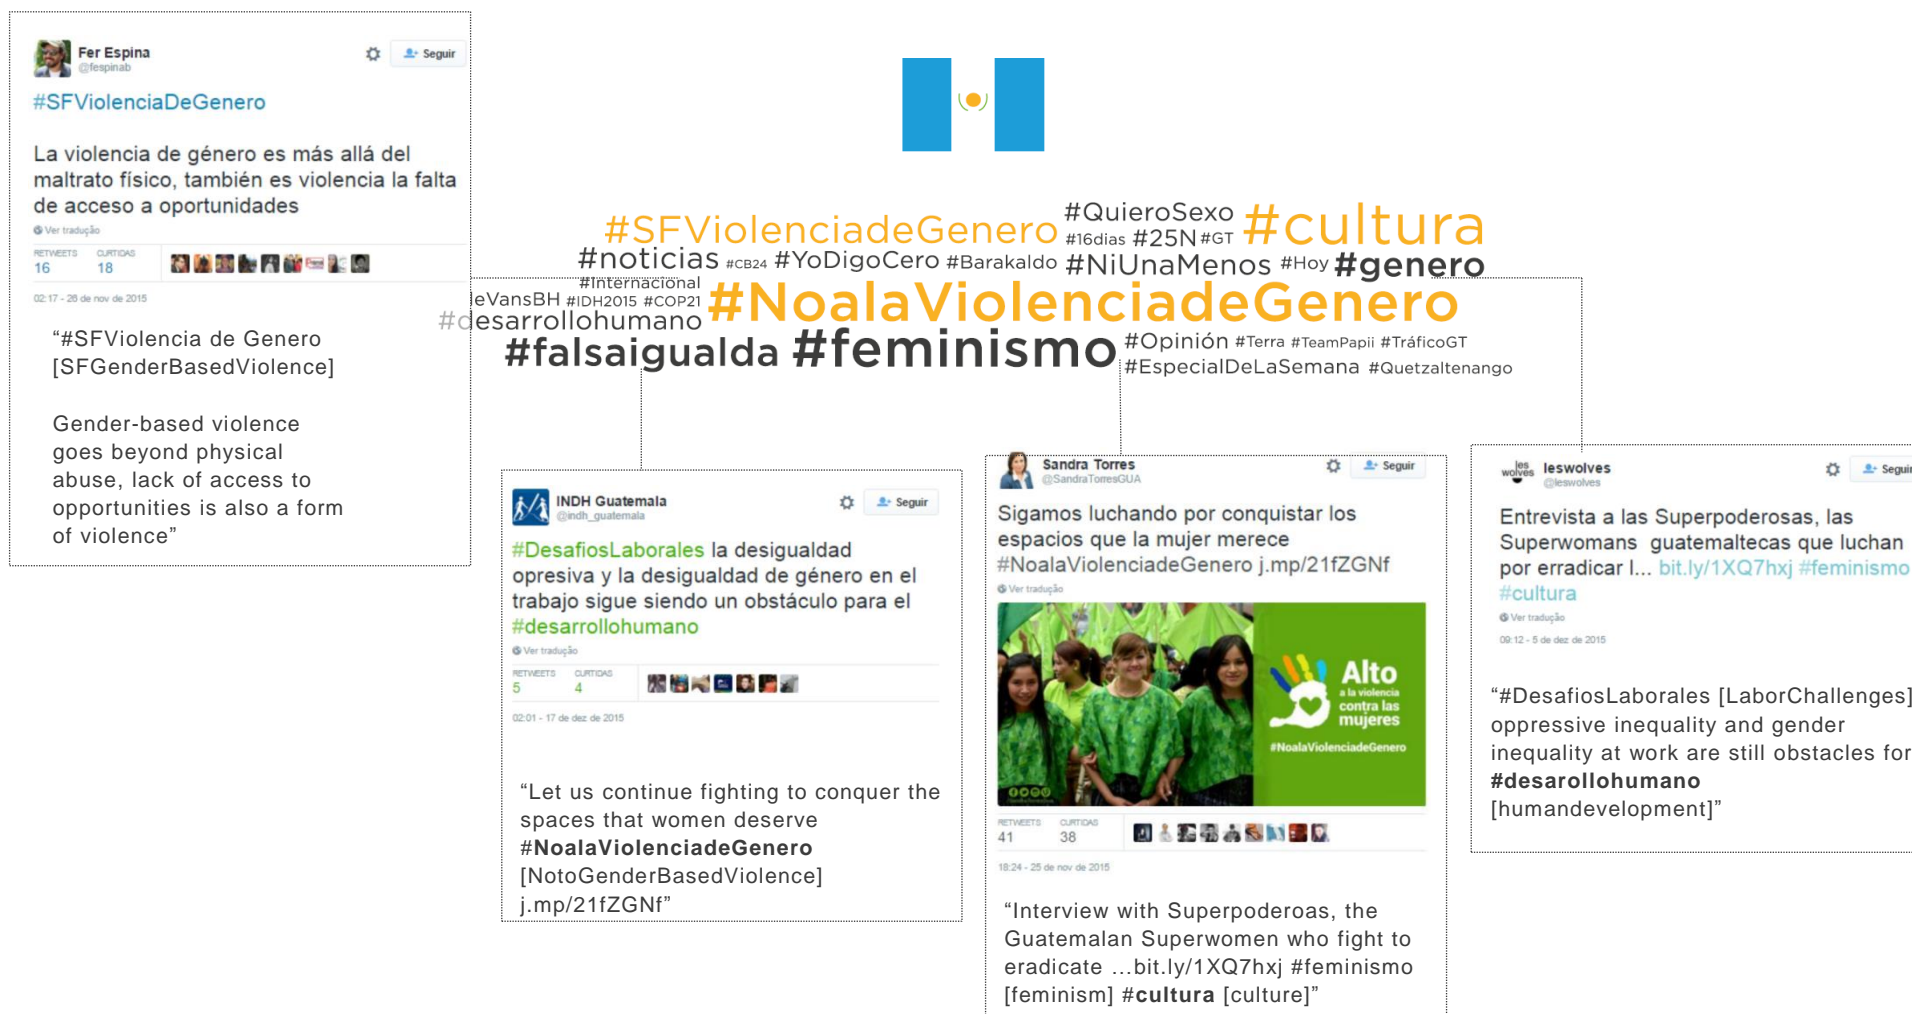 Fer Espina
@fespinab
Seguir
#SFViolenciaDeGenero
La violencia de género es más allá del
maltrato físico, también es violencia la falta
de acceso a oportunidades
Ver tradução
RETWEETS CURTIDAS
16 18
02:17 - 26 de nov de 2015
“#SFViolencia de Genero
[SFGenderBasedViolence]
Gender-based violence
goes beyond physical
abuse, lack of access to
opportunities is also a form
of violence”
#SFViolenciadeGenero #QuieroSexo #cultura
#16dias #25N #GT
#noticias #CB24 #YoDigoCero #Barakaldo #NiUnaMenos #Hoy #genero
#Internacional
leVansBH #IDH2015 #COP21 #NoalaViolenciadeGenero
#desarrollohumano
#falsaigualda #feminismo #Opinión #Terra #TeamPapii #TráficoGT
#EspecialDeLaSemana #Quetzaltenango
INDH Guatemala
@indh_guatemala
Seguir
#DesafiosLaborales la desigualdad
opresiva y la desigualdad de género en el
trabajo sigue siendo un obstáculo para el
#desarrollohumano
Ver tradução
RETWEETS CURTIDAS
5 4
02:01 - 17 de dez de 2015
“Let us continue fighting to conquer the
spaces that women deserve
#NoalaViolenciadeGenero
[NotoGenderBasedViolence]
j.mp/21fZGNf”
Sandra Torres
@SandraTorresGUA
Seguir
Sigamos luchando por conquistar los
espacios que la mujer merece
#NoalaViolenciadeGenero j.mp/21fZGNf
Ver tradução
Alto
a la violencia
contra las
mujeres
#NoalaViolenciadeGenero
RETWEETS CURTIDAS
41 38
18:24 - 25 de nov de 2015
“Interview with Superpoderoas, the
Guatemalan Superwomen who fight to
eradicate ...bit.ly/1XQ7hxj #feminismo
[feminism] #cultura [culture]”
les
wolves
leswolves
@leswolves
Seguir
Entrevista a las Superpoderosas, las
Superwomans guatemaltecas que luchan
por erradicar l... bit.ly/1XQ7hxj #feminismo
#cultura
Ver tradução
09:12 - 5 de dez de 2015
“#DesafiosLaborales [LaborChallenges]
oppressive inequality and gender
inequality at work are still obstacles for
#desarollohumano
[humandevelopment]”